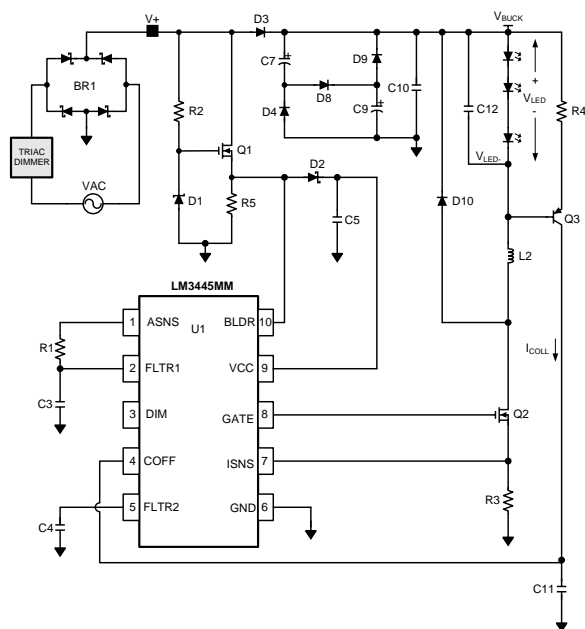 V+
D3
VBUCK
BR1
C7
D9
D8
D4
C9
C10
C12
+
VLED
-
R4
R2
TRIAC
DIMMER
VAC
Q1
VLED-
D1
R5
D2
C5
D10
Q3
L2
LM3445MM
U1
1
ASNS
BLDR
10
R1
ICOLL
2
FLTR1
VCC
9
C3
3
DIM
GATE
8
Q2
4
COFF
ISNS
7
R3
C4
5
FLTR2
GND
6
C11